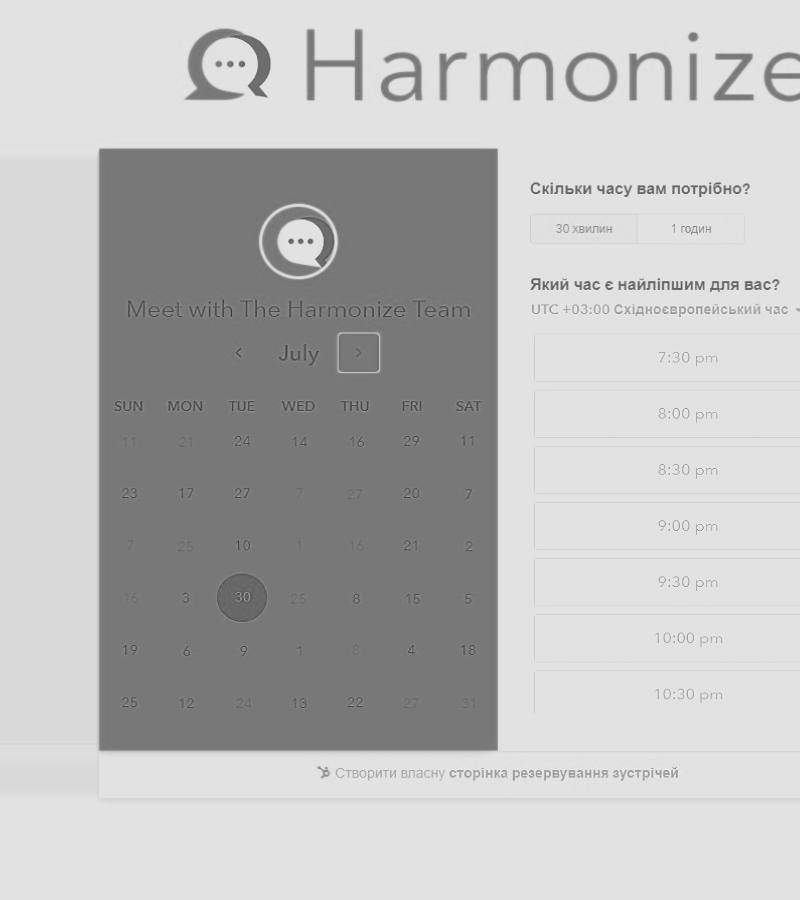 Harmonize
Meet with The Harmonize Team
July
SUN MON TUE WED THU FRI SAT
11 21 24 14 16 29 11
23 17 27 7 27 20 7
7 25 10 1 16 21 2
16 3 30 25 8 15 5
19 6 9 1 8 4 18
25 12 24 13 22 27 31
Скільки часу вам потрібно?
30 хвилин 1 годин
Який час є найліпшим для вас?
UTC +03:00 Східноєвропейський час
7:30 pm
8:00 pm
8:30 pm
9:00 pm
9:30 pm
10:00 pm
10:30 pm
Створити власну сторінка резервування зустрічей